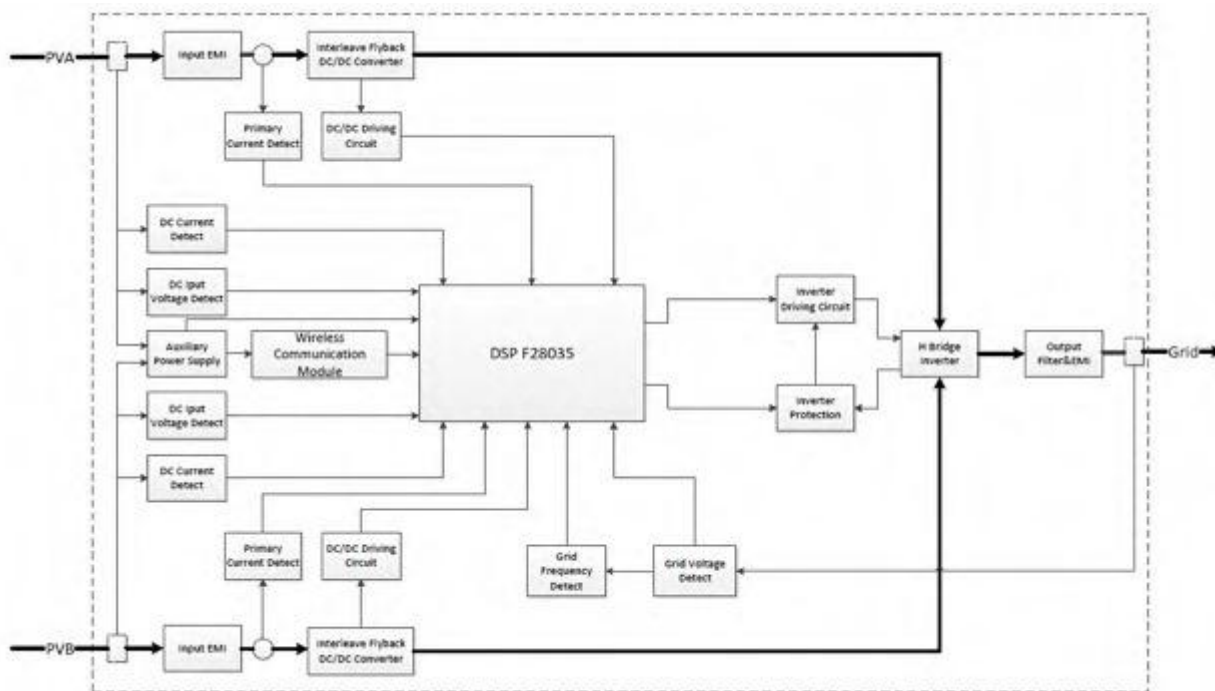 PVA
Input EMI
Interleave Flyback
DC/DC Converter
Primary
Current Detect
DC/DC Driving
Circuit
DC Current
Detect
DC Iput
Voltage Detect
Auxiliary
Power Supply
Wireless
Communication
Module
DSP F28035
Inverter
Driving Circuit
H Bridge
Inverter
Output
Filter&EMI
Grid
Inverter
Protection
DC Iput
Voltage Detect
DC Current
Detect
Primary
Current Detect
DC/DC Driving
Circuit
Grid
Frequency
Detect
Grid Voltage
Detect
PVB
Input EMI
Interleave Flyback
DC/DC Converter